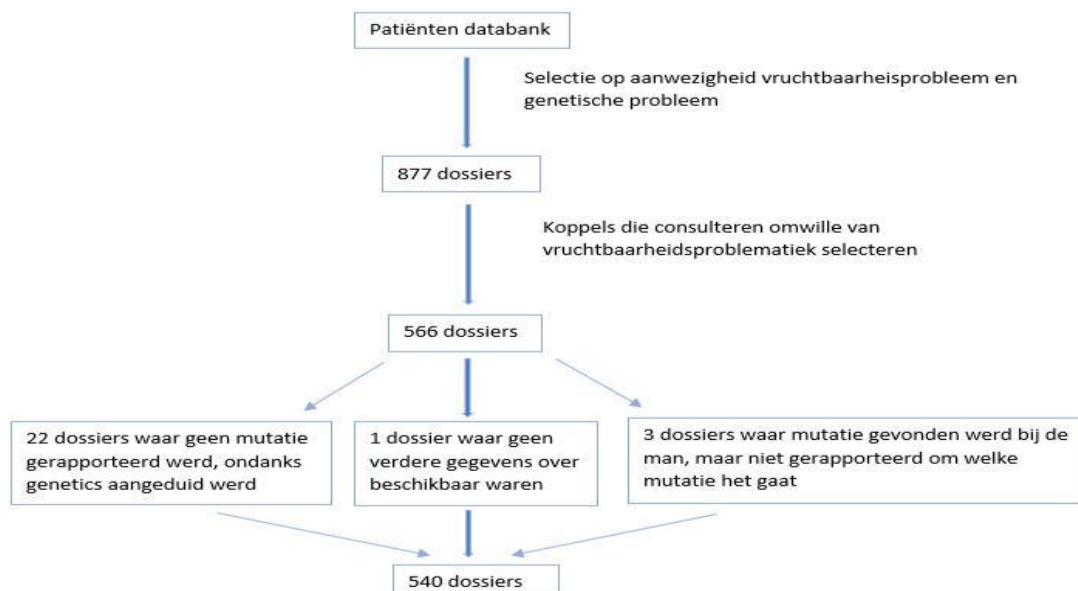 Patiënten databank
Selectie op aanwezigheid vruchtbaarheisprobleem en
genetische probleem
877 dossiers
Koppels die consulteren omwille van
vruchtbaarheidsproblematiek selecteren
566 dossiers
22 dossiers waar geen mutatie
gerapporteerd werd, ondanks
genetics aangeduid werd
1 dossier waar geen
verdere gegevens over
beschikbaar waren
3 dossiers waar mutatie gevonden werd bij de
man, maar niet gerapporteerd om welke
mutatie het gaat
540 dossiers